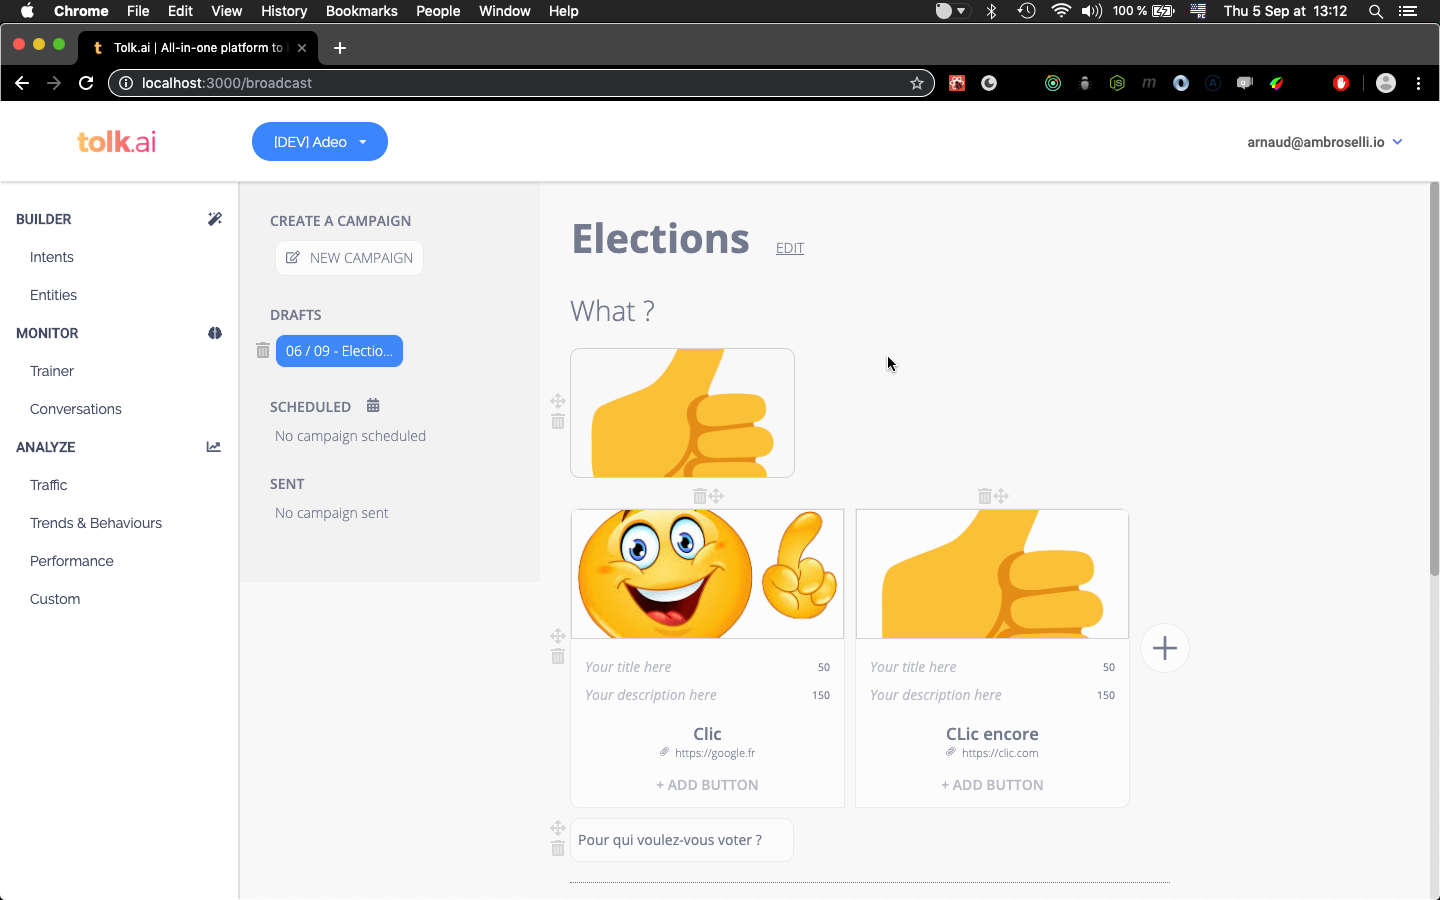 Chrome File Edit View History Bookmarks People Window Help 100 % Thu 5 Sep at 13:12
Tolk.ai | All-in-one platform to
localhost:3000/broadcast
tolk.ai [DEV] Adeo arnaud@ambroselli.io
BUILDER
Intents
Entities
MONITOR
Trainer
Conversations
ANALYZE
Traffic
Trends & Behaviours
Performance
Custom
CREATE A CAMPAIGN
NEW CAMPAIGN
DRAFTS
06 / 09 - Electio...
SCHEDULED
No campaign scheduled
SENT
No campaign sent
Elections EDIT
What ?
Your title here 50
Your description here 150
Clic
https://google.fr
+ ADD BUTTON
Your title here 50
Your description here 150
CLic encore
https://clic.com
+ ADD BUTTON
Pour qui voulez-vous voter ?